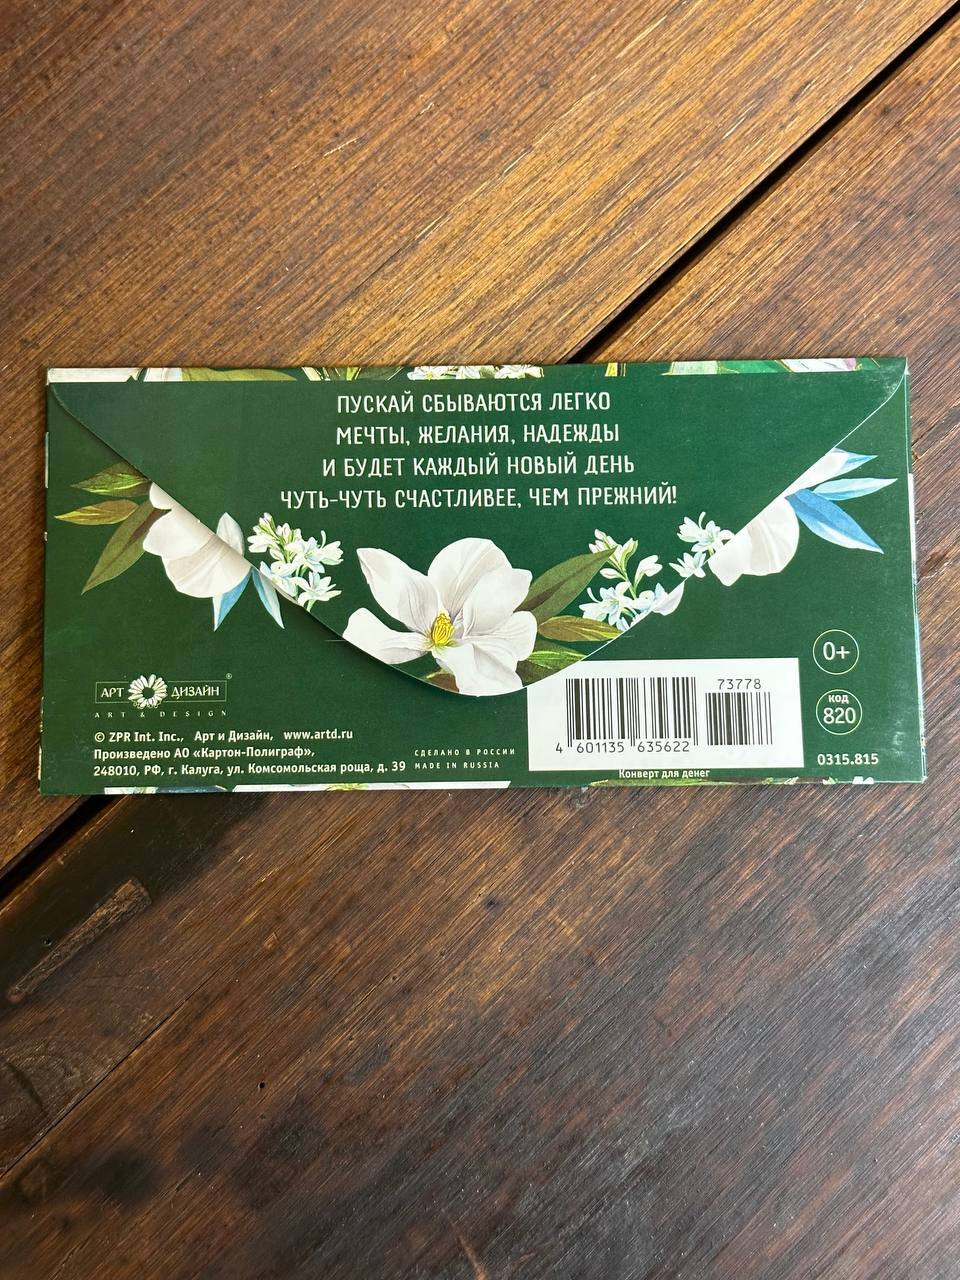 ПУСКАЙ СБЫВАЮТСЯ ЛЕГКО
МЕЧТЫ, ЖЕЛАНИЯ, НАДЕЖДЫ
И БУДЕТ КАЖДЫЙ НОВЫЙ ДЕНЬ
ЧУТЬ-ЧУТЬ СЧАСТЛИВЕЕ, ЧЕМ ПРЕЖНИЙ!
АРТ ДИЗАЙН®
ART & DESIGN
© ZPR Int. Inc., Арт и Дизайн, www.artd.ru
Произведено АО «Картон-Полиграф»,
248010, РФ, г. Калуга, ул. Комсомольская роща, д. 39
СДЕЛАНО В РОССИИ
MADE IN RUSSIA
73778
4 601135 635622
Конверт для денег
0+
КОД
820
0315.815